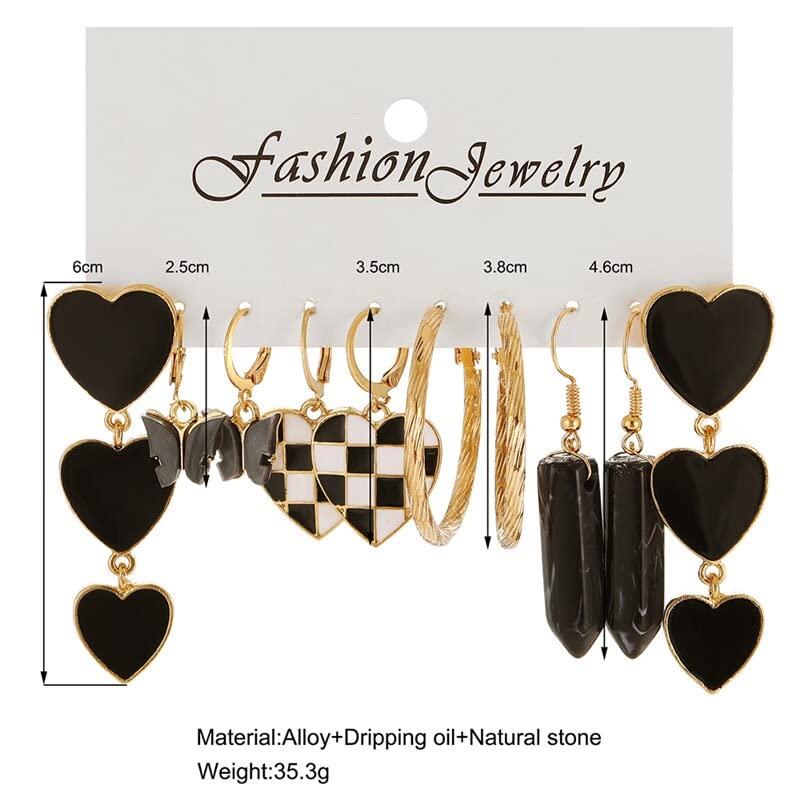 Fashion Jewelry
6cm 2.5cm 3.5cm 3.8cm 4.6cm
Material:Alloy+Dripping oil+Natural stone
Weight:35.3g